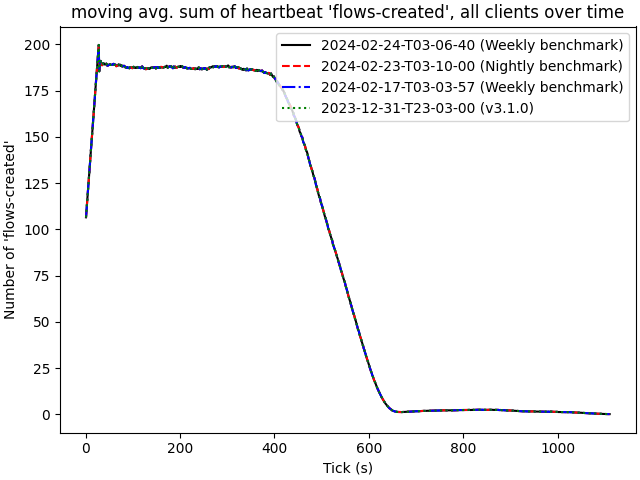 moving avg. sum of heartbeat 'flows-created', all clients over time
2024-02-24-T03-06-40 (Weekly benchmark)
2024-02-23-T03-10-00 (Nightly benchmark)
2024-02-17-T03-03-57 (Weekly benchmark)
2023-12-31-T23-03-00 (v3.1.0)
Number of 'flows-created'
200
175
150
125
100
75
50
25
0
0 200 400 600 800 1000
Tick (s)